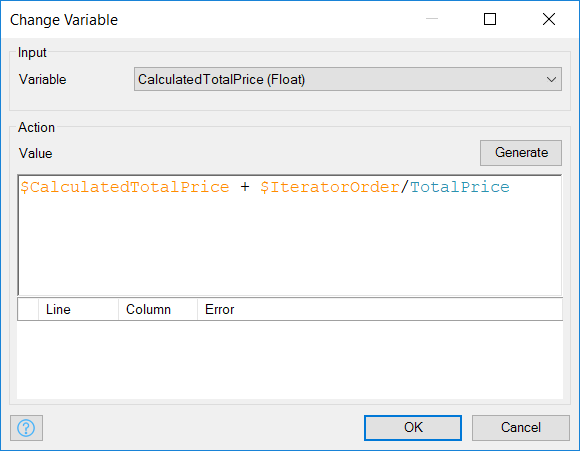 Change Variable
Input
Variable CalculatedTotalPrice (Float)
Action
Value Generate
$CalculatedTotalPrice + $IteratorOrder/TotalPrice
Line Column Error
? OK Cancel